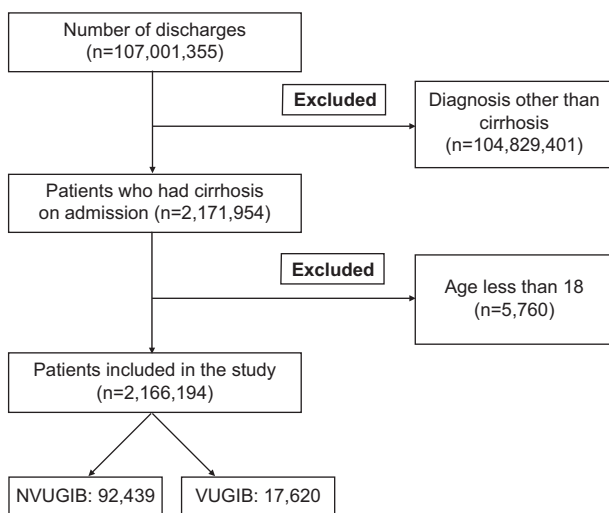 Number of discharges
(n=107,001,355)
Excluded
Diagnosis other than
cirrhosis
(n=104,829,401)
Patients who had cirrhosis
on admission (n=2,171,954)
Excluded
Age less than 18
(n=5,760)
Patients included in the study
(n=2,166,194)
NVUGIB: 92,439
VUGIB: 17,620